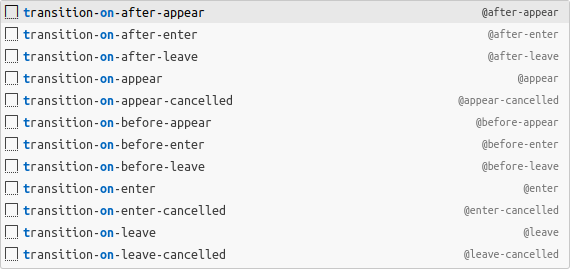 transition-on-after-appear @after-appear
transition-on-after-enter @after-enter
transition-on-after-leave @after-leave
transition-on-appear @appear
transition-on-appear-cancelled @appear-cancelled
transition-on-before-appear @before-appear
transition-on-before-enter @before-enter
transition-on-before-leave @before-leave
transition-on-enter @enter
transition-on-enter-cancelled @enter-cancelled
transition-on-leave @leave
transition-on-leave-cancelled @leave-cancelled